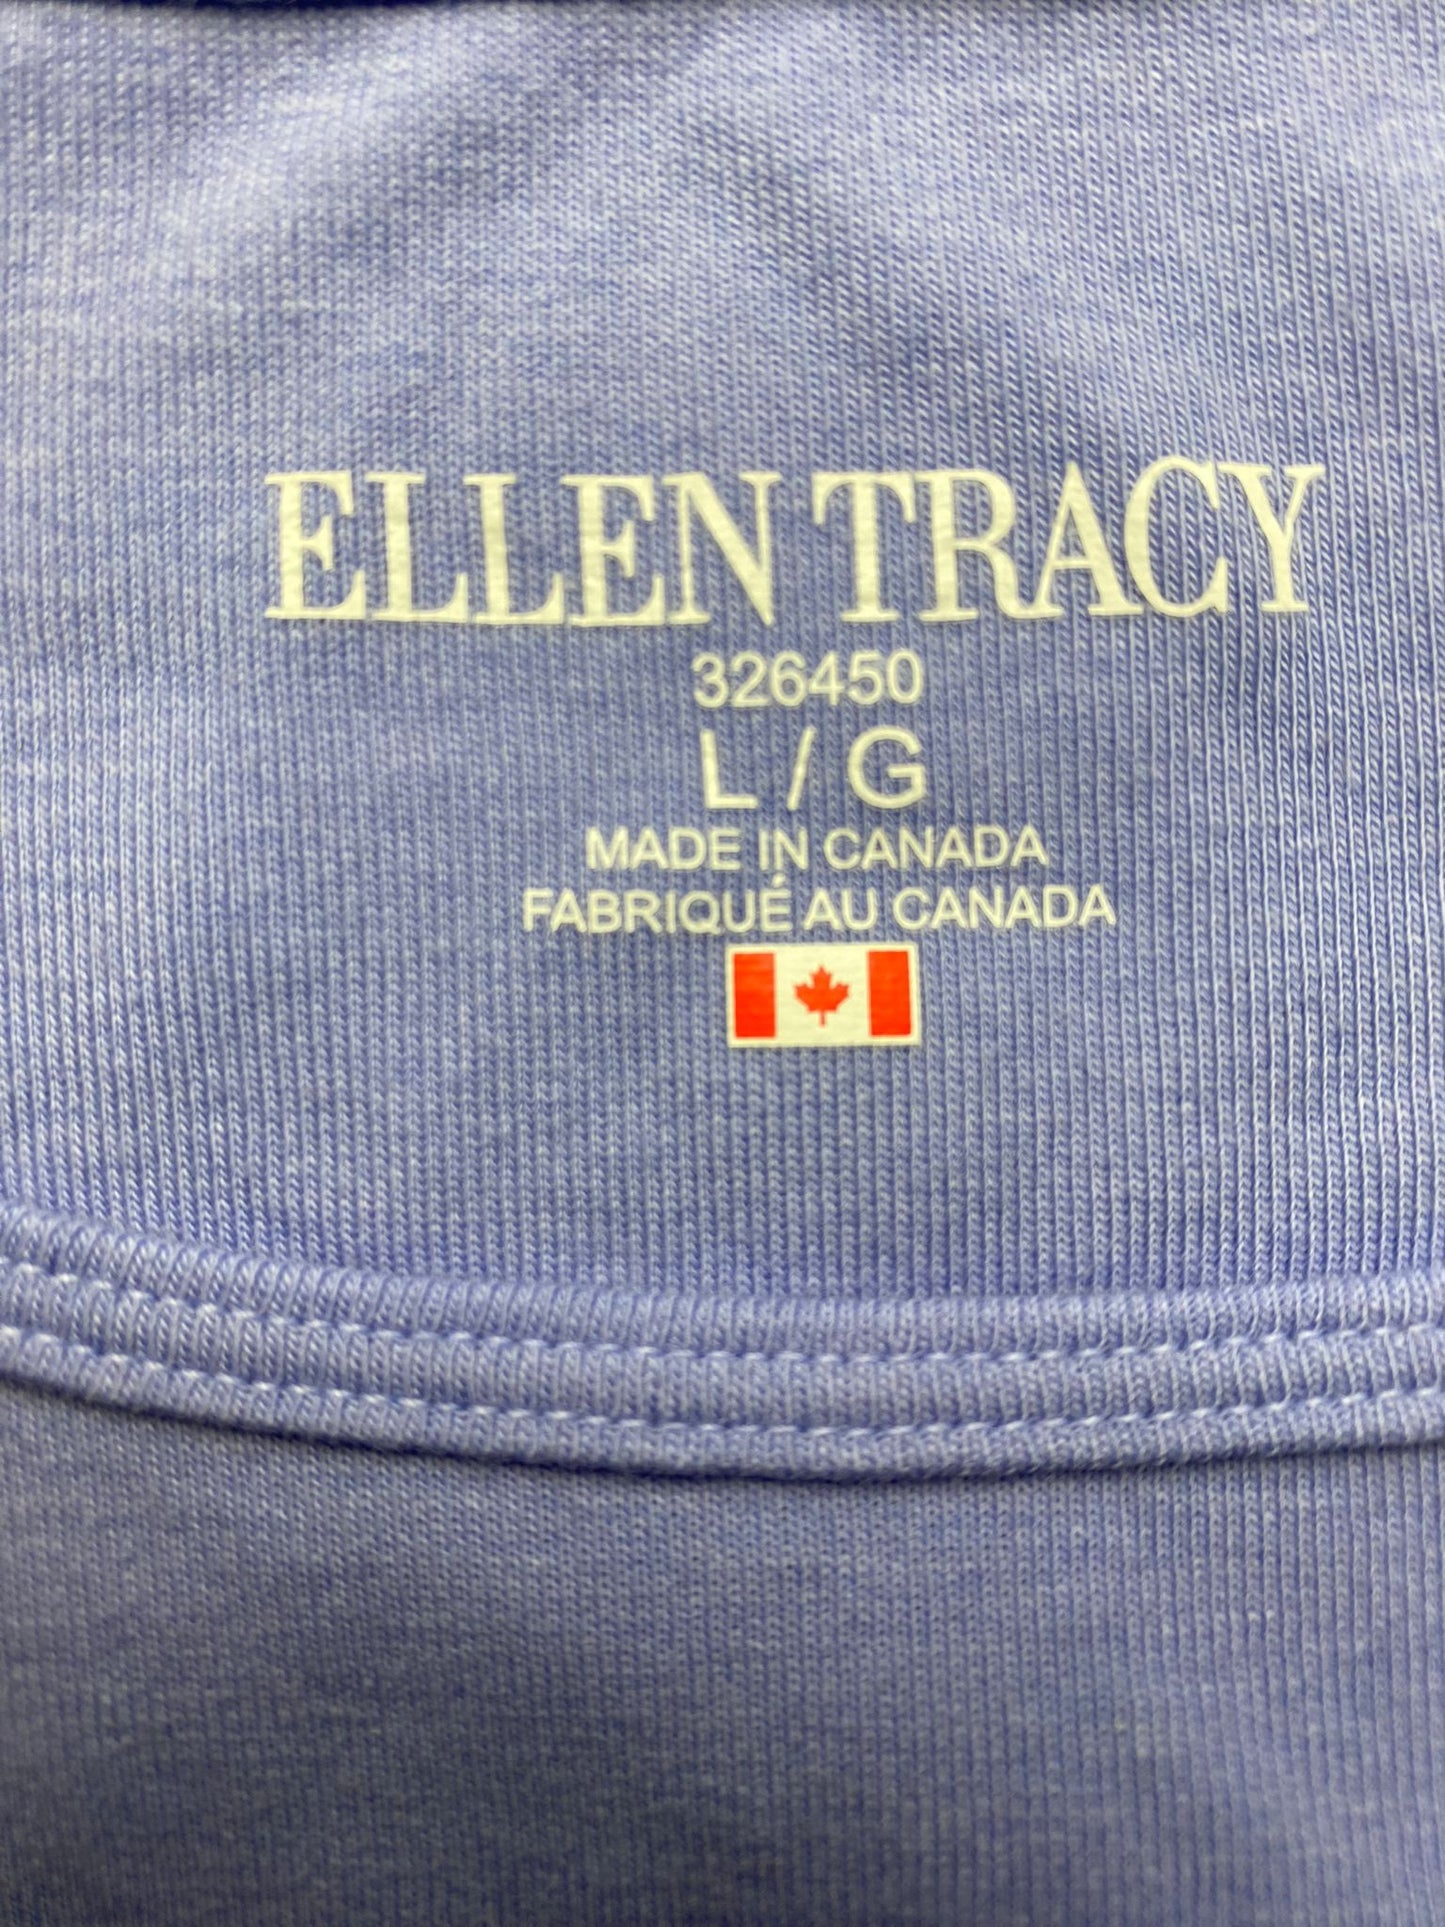 ELLEN TRACY
326450
L / G
MADE IN CANADA
FABRIQUÉ AU CANADA